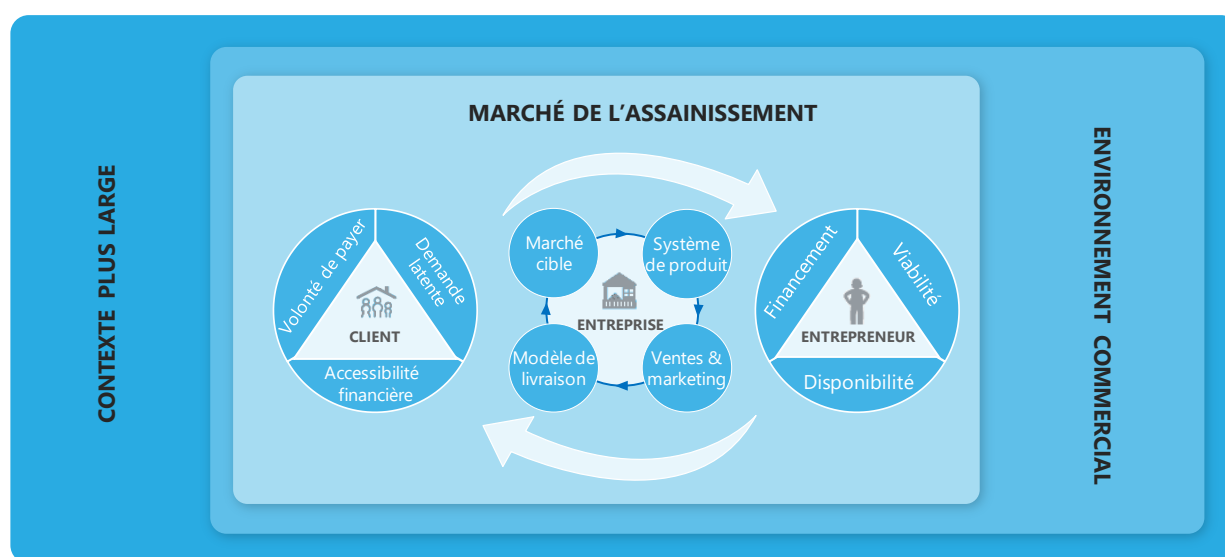 MARCHÉ DE L’ASSAINISSEMENT
CONTEXTE PLUS LARGE
Volonté de payer
Demande
latente
CLIENT
Accessibilité
financière
Marché
cible
Système
de produit
ENTREPRISE
Modèle de
livraison
Ventes &
marketing
Financement
Viabilité
ENTREPRENEUR
Disponibilité
ENVIRONNEMENT COMMERCIAL